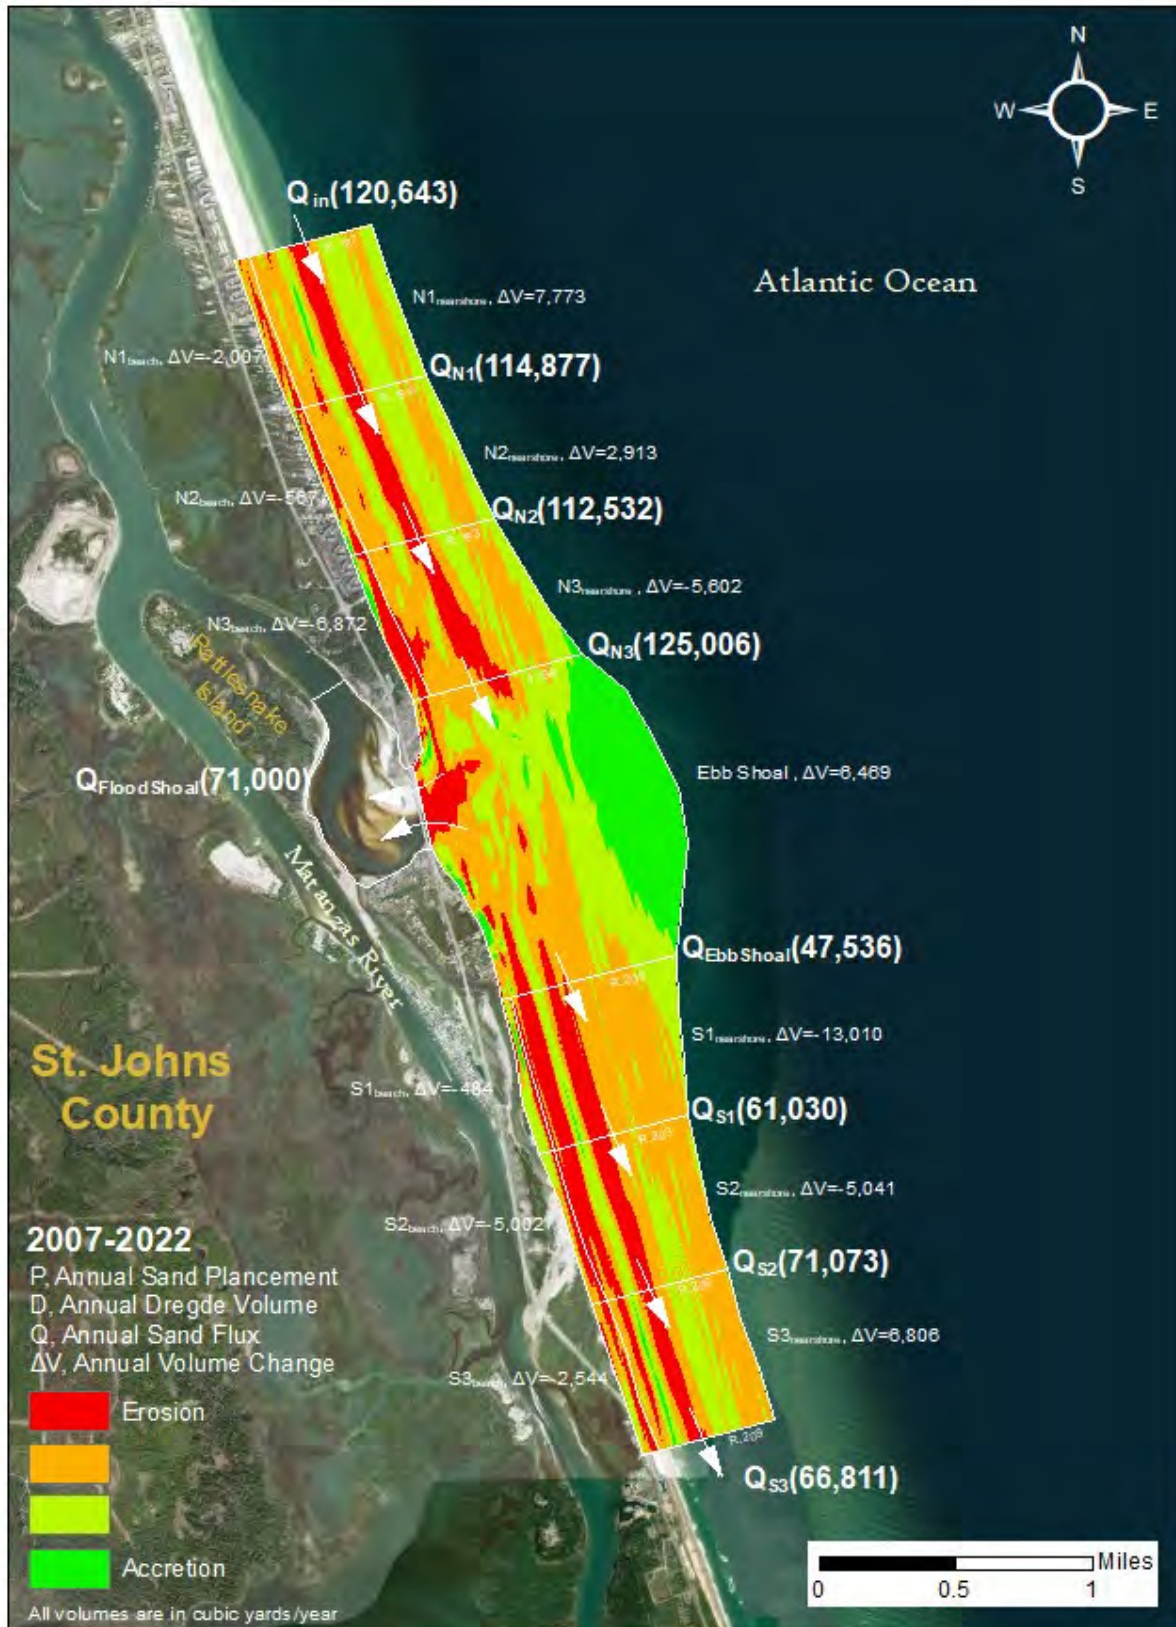 N
W E
S
Qin(120,643)
Atlantic Ocean
N1nearshore, ΔV=7,773
N1beach, ΔV=-2,007
QN1(114,877)
N2nearshore, ΔV=2,913
N2beach, ΔV=-567
QN2(112,532)
N3nearshore, ΔV=-5,602
N3beach, ΔV=-6,872
QN3(125,006)
Rattlesnake
Island
Ebb Shoal, ΔV=6,469
QFlood Shoal(71,000)
Matanzas River
QEbb Shoal(47,536)
S1nearshore, ΔV=-13,010
St. Johns
County
S1beach, ΔV=-484
QS1(61,030)
S2nearshore, ΔV=-5,041
S2beach, ΔV=-5,002
QS2(71,073)
S3nearshore, ΔV=6,806
S3beach, ΔV=-2,544
R.209
QS3(66,811)
2007-2022
P, Annual Sand Plancement
D, Annual Dregde Volume
Q, Annual Sand Flux
ΔV, Annual Volume Change
Erosion
Accretion
All volumes are in cubic yards/year
Miles
0 0.5 1